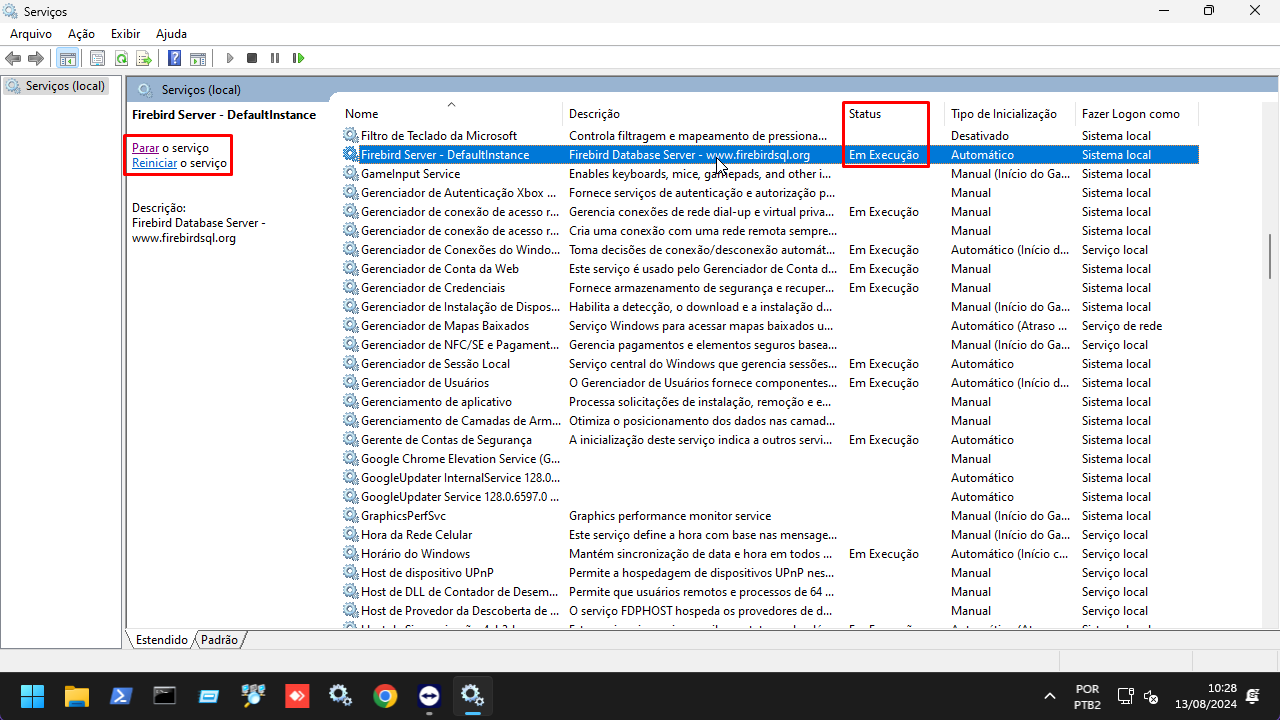 Serviços
Arquivo Ação Exibir Ajuda
Serviços (local)
Serviços (local)
Firebird Server - DefaultInstance
Parar o serviço
Reiniciar o serviço
Descrição:
Firebird Database Server -
www.firebirdsql.org
Nome Descrição Status Tipo de Inicialização Fazer Logon como
Filtro de Teclado da Microsoft Controla filtragem e mapeamento de pressiona... Desativado Sistema local
Firebird Server - DefaultInstance Firebird Database Server - www.firebirdsql.org Em Execução Automático Sistema local
GameInput Service Enables keyboards, mice, gamepads, and other i... Manual (Início do Ga... Sistema local
Gerenciador de Autenticação Xbox ... Fornece serviços de autenticação e autorização p... Manual Sistema local
Gerenciador de conexão de acesso r... Gerencia conexões de rede dial-up e virtual priva... Em Execução Manual Sistema local
Gerenciador de conexão de acesso r... Cria uma conexão com uma rede remota sempre... Manual Sistema local
Gerenciador de Conexões do Windo... Toma decisões de conexão/desconexão automát... Em Execução Automático (Início d... Serviço local
Gerenciador de Conta da Web Este serviço é usado pelo Gerenciador de Conta d... Em Execução Manual Sistema local
Gerenciador de Credenciais Fornece armazenamento de segurança e recuper... Em Execução Manual Sistema local
Gerenciador de Instalação de Dispos... Habilita a detecção, o download e a instalação d... Manual (Início do Ga... Sistema local
Gerenciador de Mapas Baixados Serviço Windows para acessar mapas baixados u... Automático (Atraso ... Serviço de rede
Gerenciador de NFC/SE e Pagament... Gerencia pagamentos e elementos seguros basea... Manual (Início do Ga... Serviço local
Gerenciador de Sessão Local Serviço central do Windows que gerencia sessões... Em Execução Automático Sistema local
Gerenciador de Usuários O Gerenciador de Usuários fornece componentes... Em Execução Automático (Início d... Sistema local
Gerenciamento de aplicativo Processa solicitações de instalação, remoção e e... Manual Sistema local
Gerenciamento de Camadas de Arm... Otimiza o posicionamento dos dados nas camad... Manual Sistema local
Gerente de Contas de Segurança A inicialização deste serviço indica a outros servi... Em Execução Automático Sistema local
Google Chrome Elevation Service (G... Manual Sistema local
GoogleUpdater InternalService 128.0... Automático Sistema local
GoogleUpdater Service 128.0.6597.0 ... Automático Sistema local
GraphicsPerfSvc Graphics performance monitor service Manual (Início do Ga... Sistema local
Hora da Rede Celular Este serviço define a hora com base nas mensage... Manual (Início do Ga... Serviço local
Horário do Windows Mantém sincronização de data e hora em todos ... Em Execução Automático (Início c... Serviço local
Host de dispositivo UPnP Permite a hospedagem de dispositivos UPnP nes... Manual Serviço local
Host de DLL de Contador de Desem... Permite que usuários remotos e processos de 64 ... Manual Serviço local
Host de Provedor da Descoberta de ... O serviço FDPHOST hospeda os provedores de d... Manual Serviço local
Estendido Padrão
POR
PTB2
10:28
13/08/2024